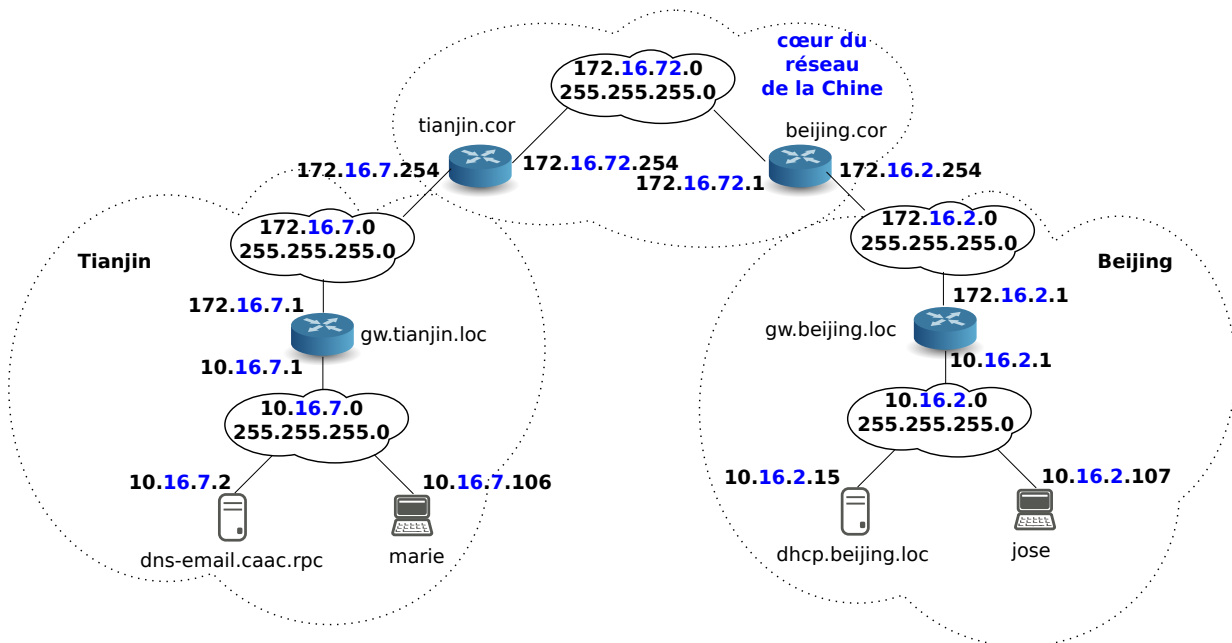 cœur du
réseau
de la Chine
172.16.72.0
255.255.255.0
tianjin.cor
beijing.cor
172.16.7.254
172.16.72.254
172.16.72.1
172.16.2.254
172.16.7.0
255.255.255.0
172.16.2.0
255.255.255.0
Tianjin
Beijing
172.16.7.1
gw.tianjin.loc
10.16.7.1
172.16.2.1
gw.beijing.loc
10.16.2.1
10.16.7.0
255.255.255.0
10.16.2.0
255.255.255.0
10.16.7.2
10.16.7.106
10.16.2.15
10.16.2.107
dns-email.caac.rpc
marie
dhcp.beijing.loc
jose